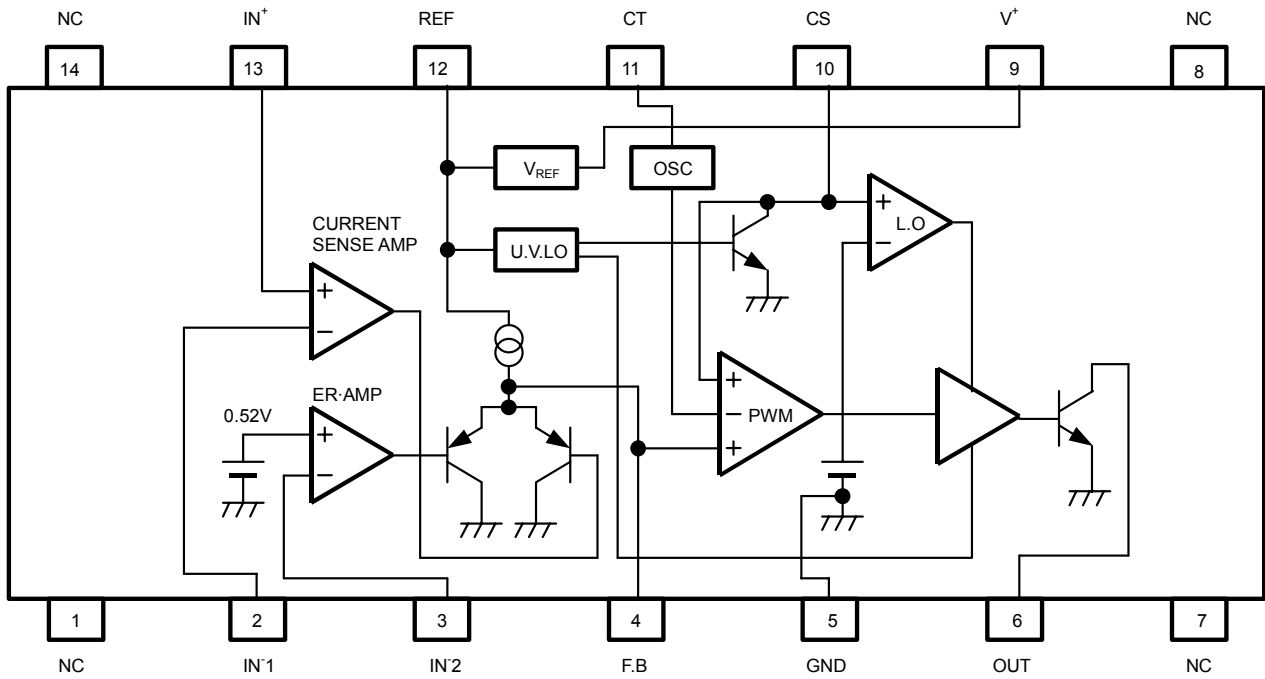 NC IN+ REF CT CS V+ NC
14 13 12 11 10 9 8
VREF OSC
CURRENT
SENSE AMP
U.V.LO
L.O
+
−
+
−
ER·AMP
0.52V
+
−
+
−
+
PWM
1 2 3 4 5 6 7
NC IN-1 IN-2 F.B GND OUT NC